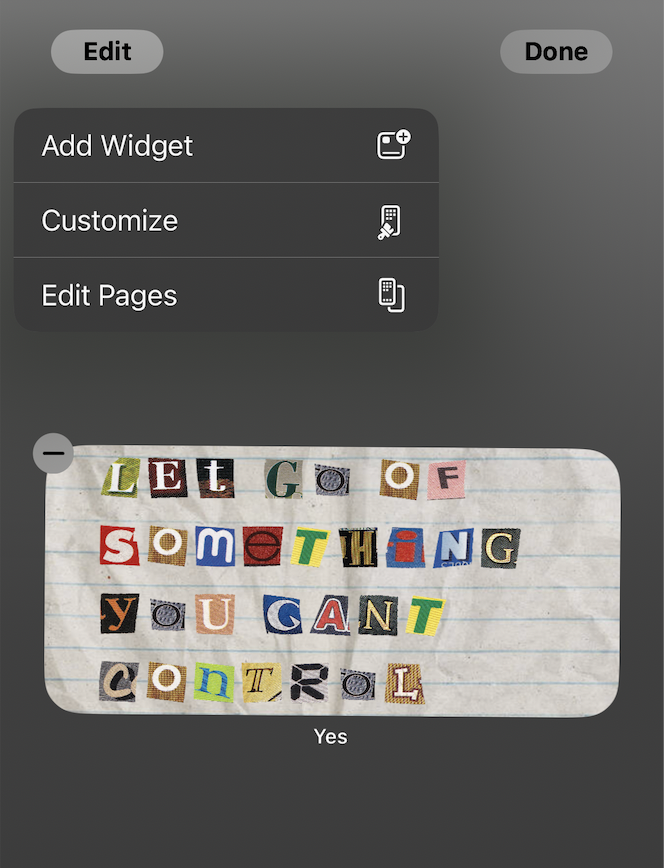 Edit
Done
Add Widget
Customize
Edit Pages
LEt GO OF
SomeTHiNG
yOU CANT
COnTROL
Yes